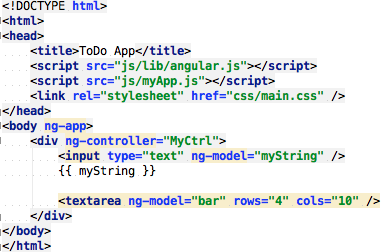 <!DOCTYPE html>
<html>
<head>
    <title>ToDo App</title>
    <script src="js/lib/angular.js"></script>
    <script src="js/myApp.js"></script>
    <link rel="stylesheet" href="css/main.css" />
</head>
<body ng-app>
    <div ng-controller="MyCtrl">
        <input type="text" ng-model="myString" />
        {{ myString }}

        <textarea ng-model="bar" rows="4" cols="10" />
    </div>
</body>
</html>